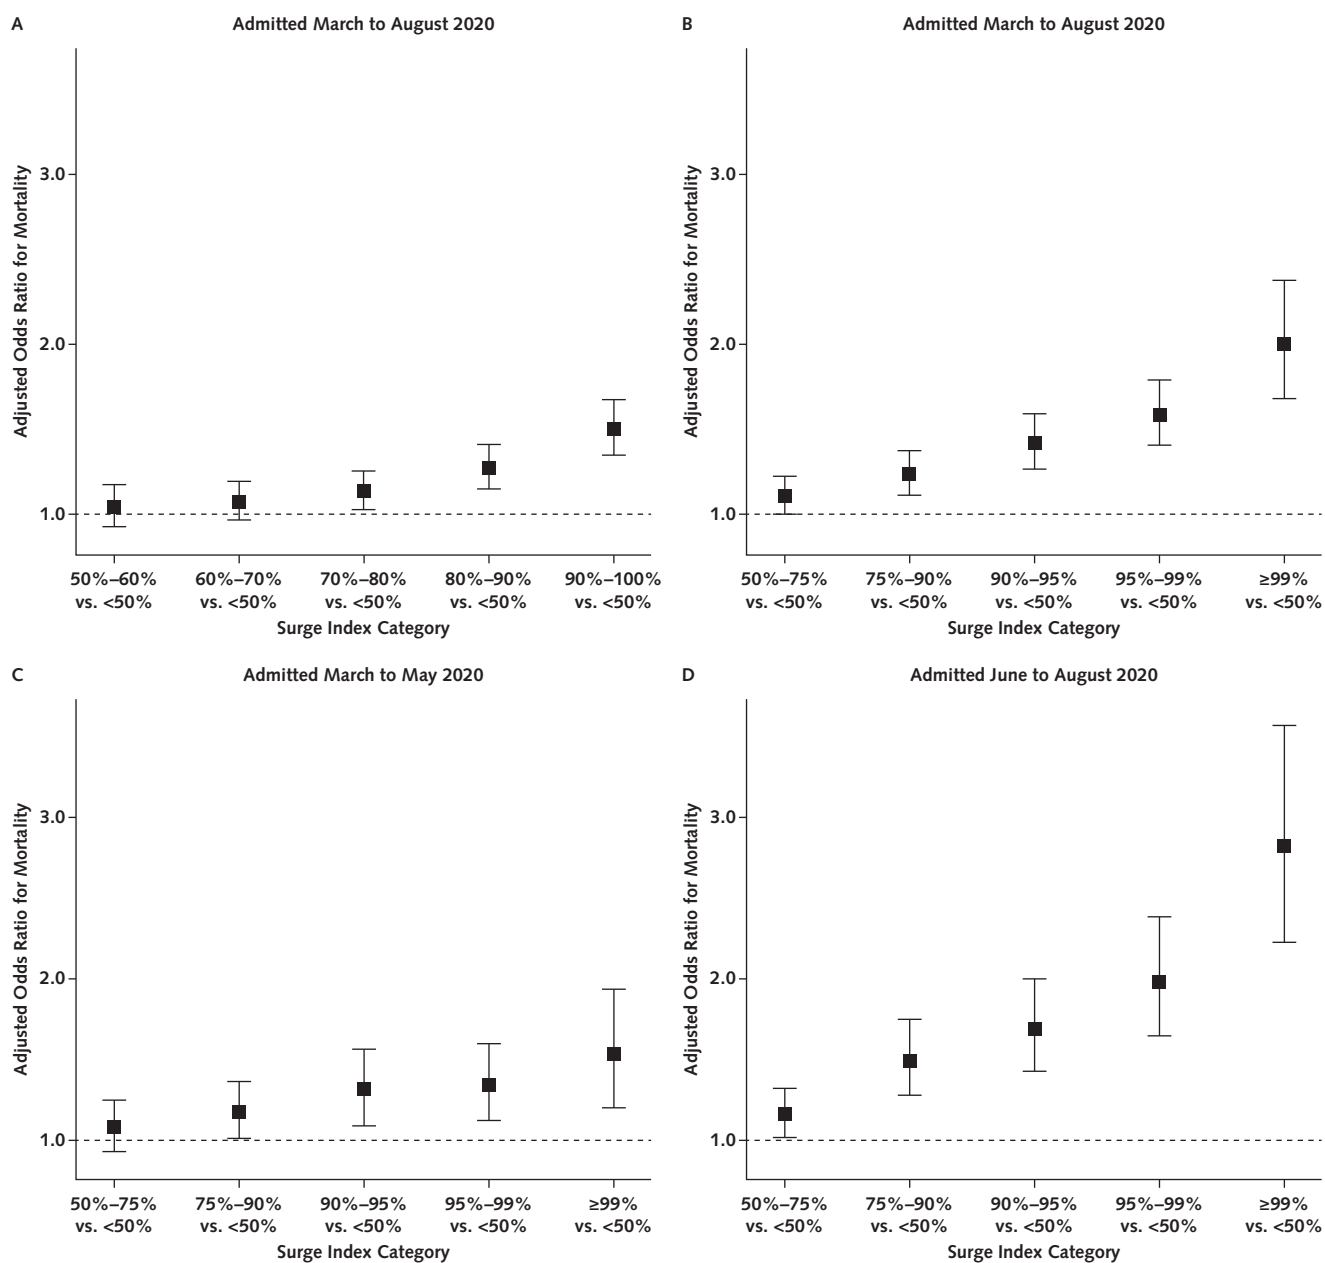 A
Admitted March to August 2020
Adjusted Odds Ratio for Mortality
3.0
2.0
1.0
50%–60% 60%–70% 70%–80% 80%–90% 90%–100%
vs. <50% vs. <50% vs. <50% vs. <50% vs. <50%
Surge Index Category
B
Admitted March to August 2020
Adjusted Odds Ratio for Mortality
3.0
2.0
1.0
50%–75% 75%–90% 90%–95% 95%–99% ≥99%
vs. <50% vs. <50% vs. <50% vs. <50% vs. <50%
Surge Index Category
C
Admitted March to May 2020
Adjusted Odds Ratio for Mortality
3.0
2.0
1.0
50%–75% 75%–90% 90%–95% 95%–99% ≥99%
vs. <50% vs. <50% vs. <50% vs. <50% vs. <50%
Surge Index Category
D
Admitted June to August 2020
Adjusted Odds Ratio for Mortality
3.0
2.0
1.0
50%–75% 75%–90% 90%–95% 95%–99% ≥99%
vs. <50% vs. <50% vs. <50% vs. <50% vs. <50%
Surge Index Category